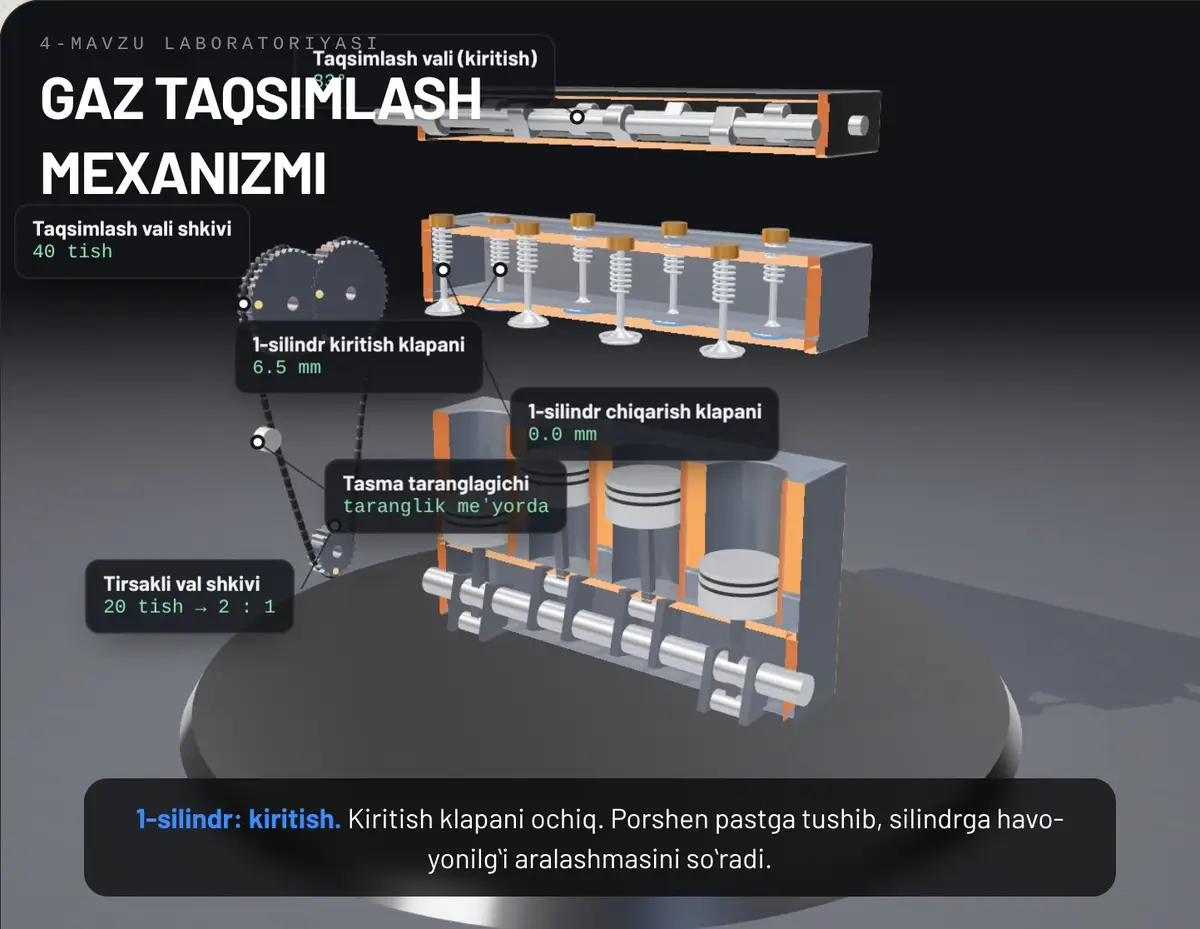 4-MAVZU LABORATORIYASI
GAZ TAQSIMLASH
MEXANIZMI
Taqsimlash vali (kiritish)
83°
Taqsimlash vali shkivi
40 tish
1-silindr kiritish klapani
6.5 mm
1-silindr chiqarish klapani
0.0 mm
Tasma taranglagichi
taranglik meʼyorda
Tirsakli val shkivi
20 tish → 2 : 1
1-silindr: kiritish. Kiritish klapani ochiq. Porshen pastga tushib, silindrga havo-
yonilgʻi aralashmasini soʻradi.